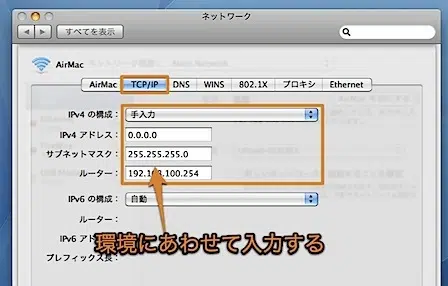 ネットワーク
すべてを表示
AirMac
AirMac TCP/IP DNS WINS 802.1X プロキシ Ethernet
IPv4 の構成： 手入力
IPv4 アドレス： 0.0.0.0
サブネットマスク： 255.255.255.0
ルーター： 192.168.100.254
IPv6 の構成： 自動
ルーター：
IPv6 アド
プレフィックス長：
環境にあわせて入力する